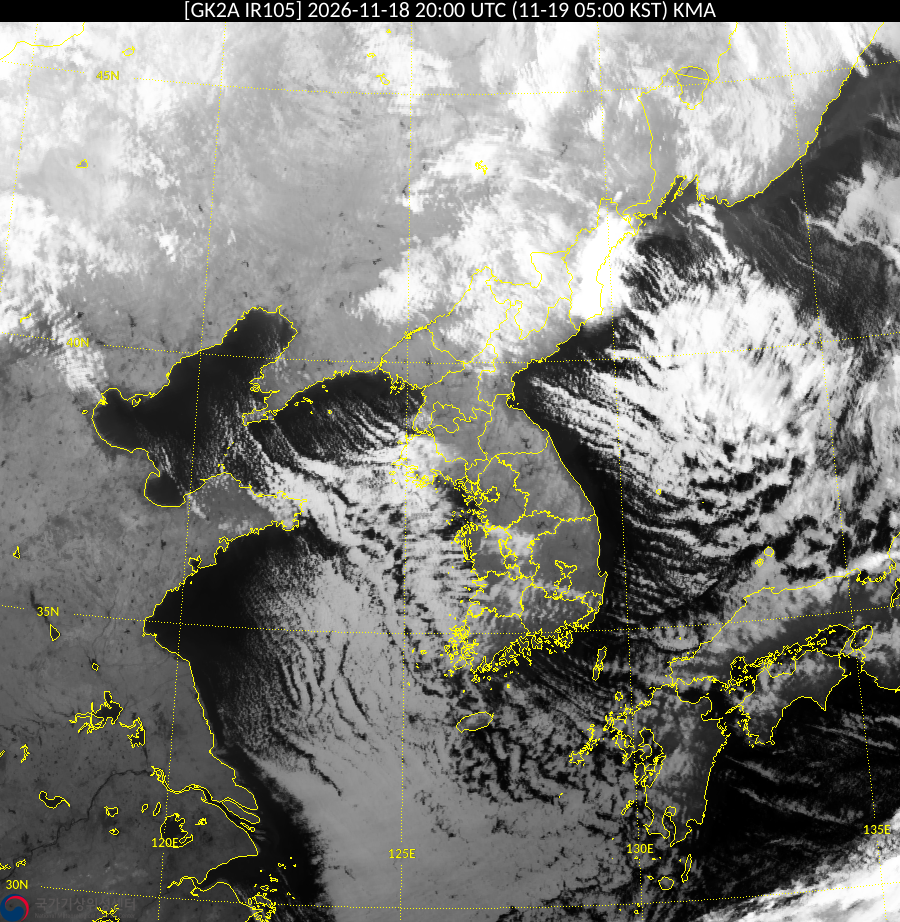 [GK2A IR105] 2026-11-18 20:00 UTC (11-19 05:00 KST) KMA
45N
40N
35N
120E
125E
130E
135E
30N